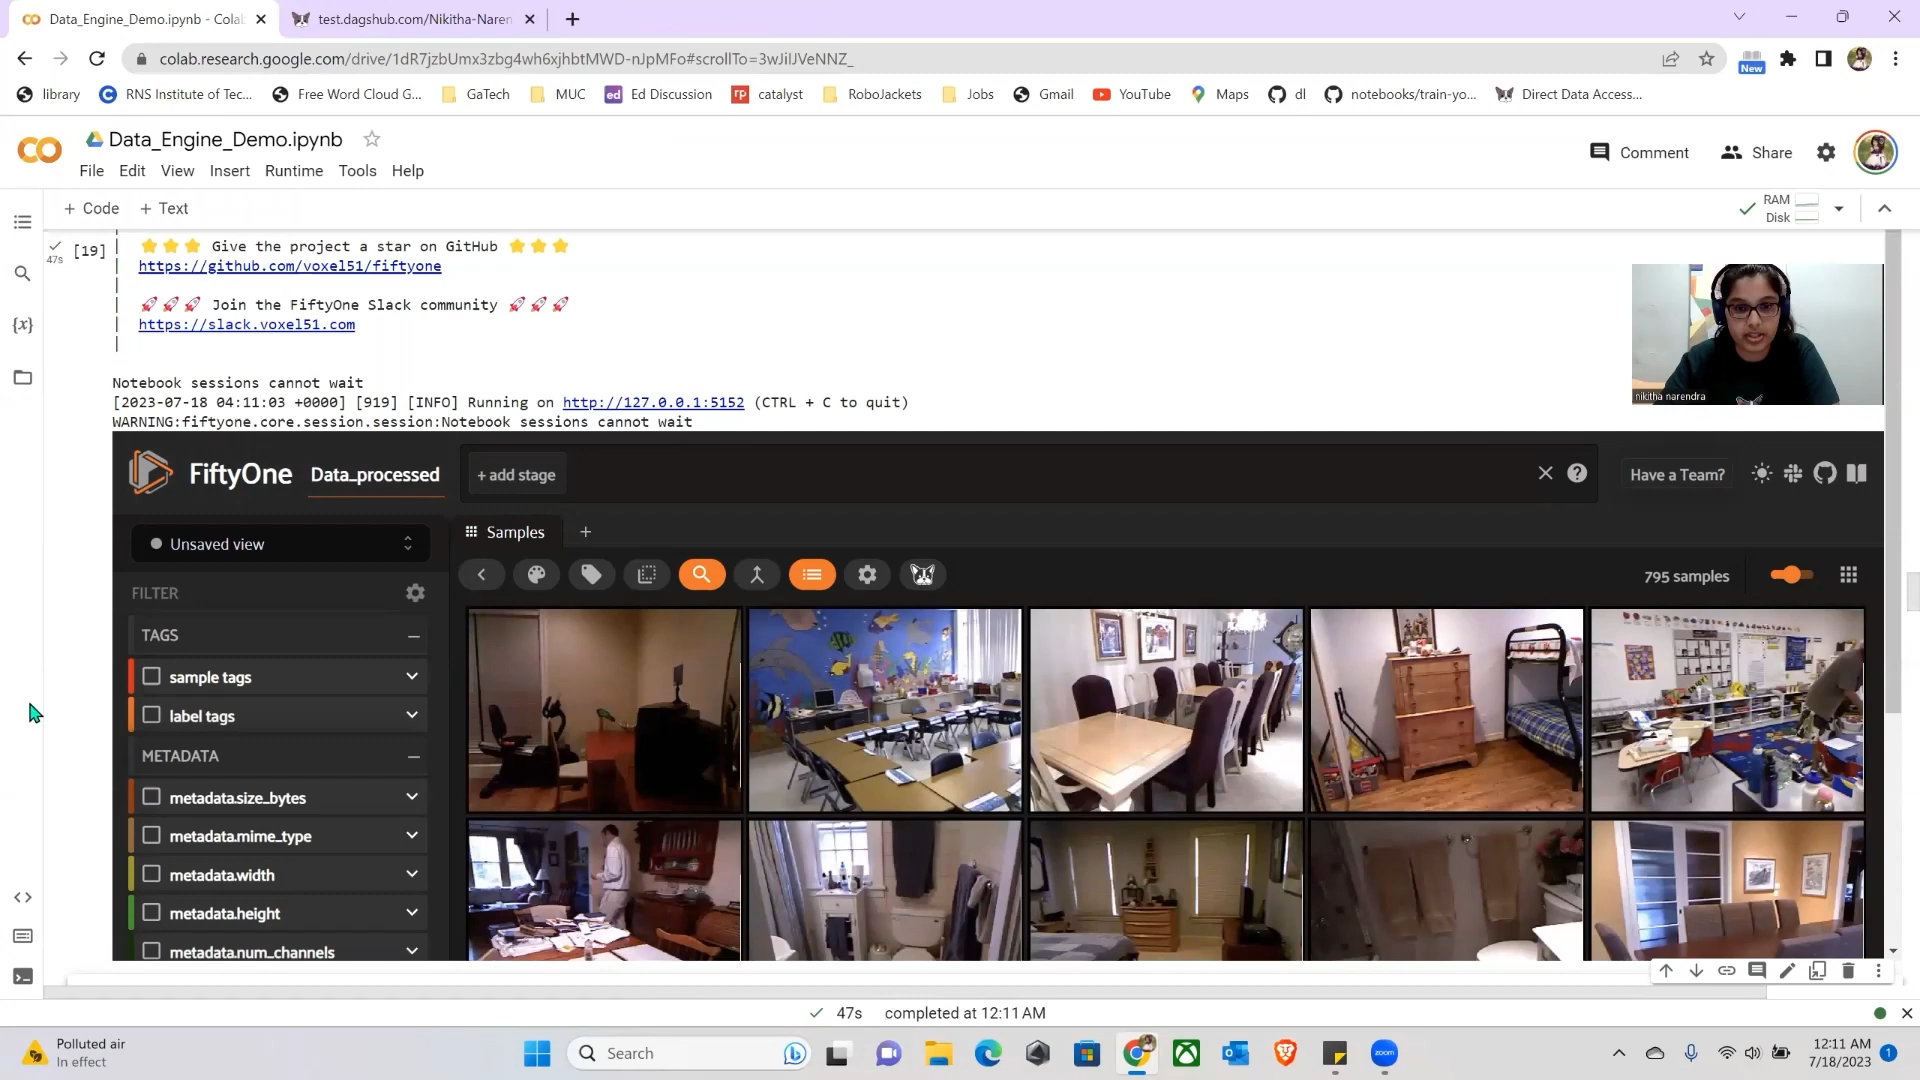 Data_Engine_Demo.ipynb - Colab
test.dagshub.com/Nikitha-Naren
colab.research.google.com/drive/1dR7jzbUmx3zbg4wh6xjhbtMWD-nJpMFo#scrollTo=3wJilJVeNNZ_
New
library
RNS Institute of Tec...
Free Word Cloud G...
GaTech
MUC
ed
Ed Discussion
rp
catalyst
RoboJackets
Jobs
Gmail
YouTube
Maps
dl
notebooks/train-yo...
Direct Data Access...
Data_Engine_Demo.ipynb
Comment
Share
File Edit View Insert Runtime Tools Help
+ Code + Text
RAM
Disk
[19]
47s
Give the project a star on GitHub
https://github.com/voxel51/fiftyone
Join the FiftyOne Slack community
https://slack.voxel51.com
nikitha narendra
Notebook sessions cannot wait
[2023-07-18 04:11:03 +0000] [919] [INFO] Running on http://127.0.0.1:5152 (CTRL + C to quit)
WARNING:fiftyone.core.session.session:Notebook sessions cannot wait
FiftyOne
Data_processed
+ add stage
Have a Team?
Unsaved view
Samples
+
FILTER
795 samples
TAGS
sample tags
label tags
METADATA
metadata.size_bytes
metadata.mime_type
metadata.width
metadata.height
metadata.num_channels
47s completed at 12:11 AM
Polluted air
In effect
Search
zoom
12:11 AM
7/18/2023
1